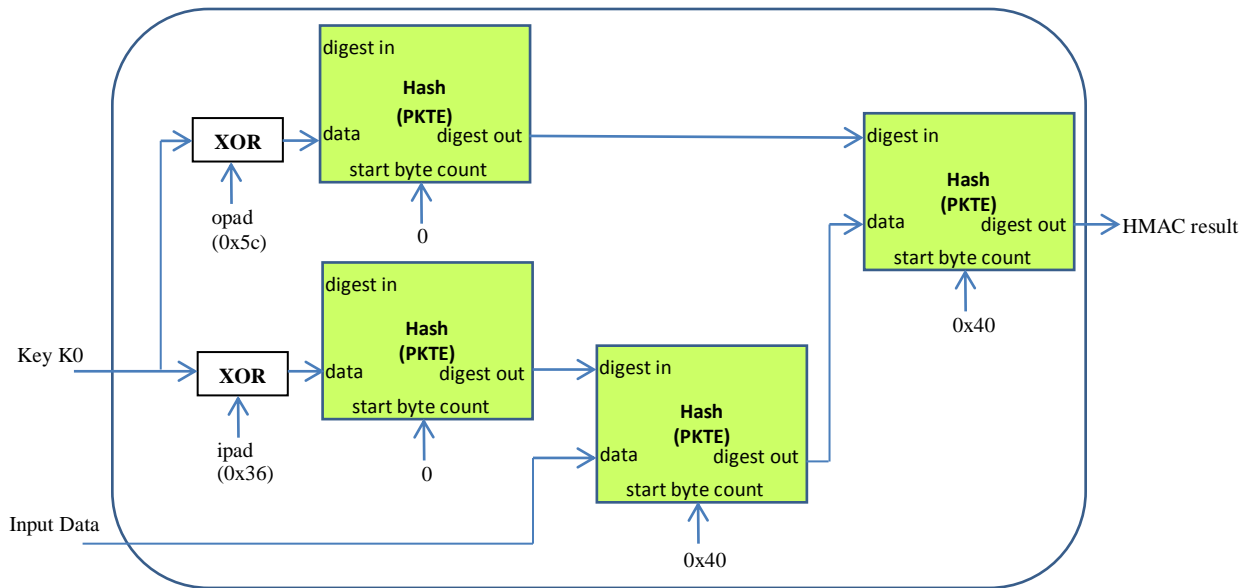 digest in
Hash
(PKTE)
data
digest out
start byte count
XOR
opad
(0x5c)
0
digest in
Hash
(PKTE)
data
digest out
start byte count
HMAC result
0x40
digest in
Hash
(PKTE)
data
digest out
start byte count
Key K0
XOR
ipad
(0x36)
0
digest in
Hash
(PKTE)
data
digest out
start byte count
0x40
Input Data